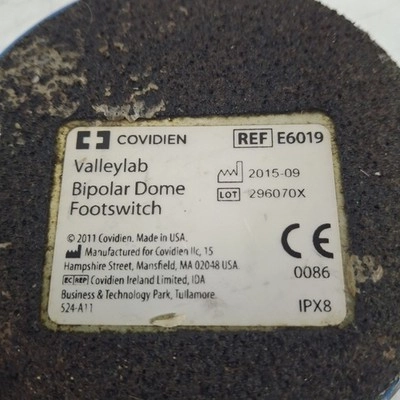 COVIDIEN
REF E6019
Valleylab
Bipolar Dome
Footswitch
2015-09
LOT 296070X
© 2011 Covidien. Made in USA.
Manufactured for Covidien llc, 15
Hampshire Street, Mansfield, MA 02048 USA.
EC REP Covidien Ireland Limited, IDA
Business & Technology Park, Tullamore.
524-A11
CE
0086
IPX8